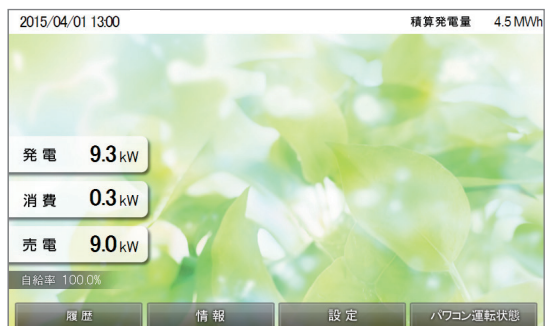 2015/04/01 13:00 積算発電量 4.5 MWh
発電 9.3 kW
消費 0.3 kW
売電 9.0 kW
自給率 100.0%
履歴 情報 設定 パワコン運転状態